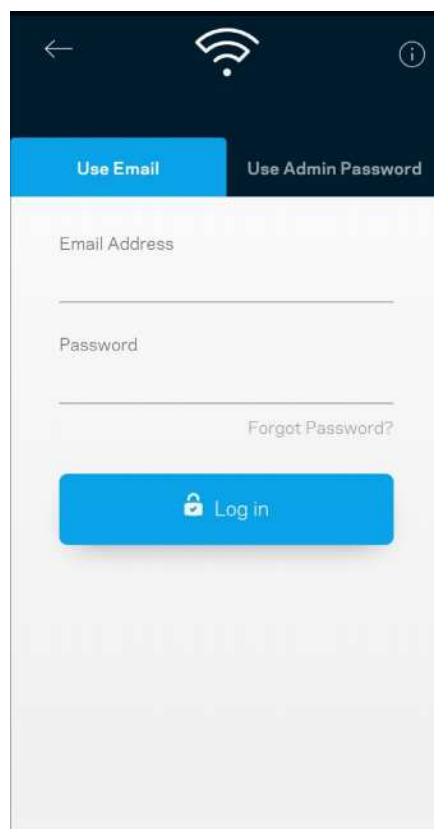 Use Email
Use Admin Password
Email Address
Password
Forgot Password?
Log in